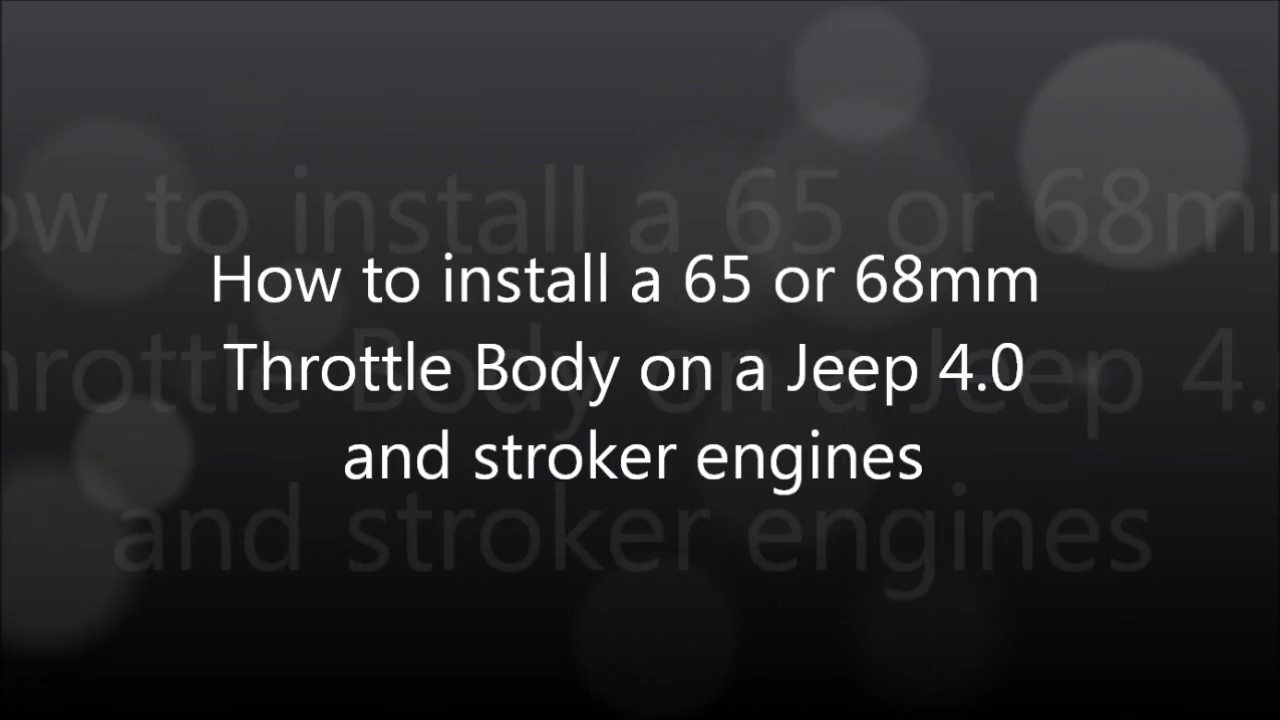 How to install a 65 or 68mm
Throttle Body on a Jeep 4.0
and stroker engines